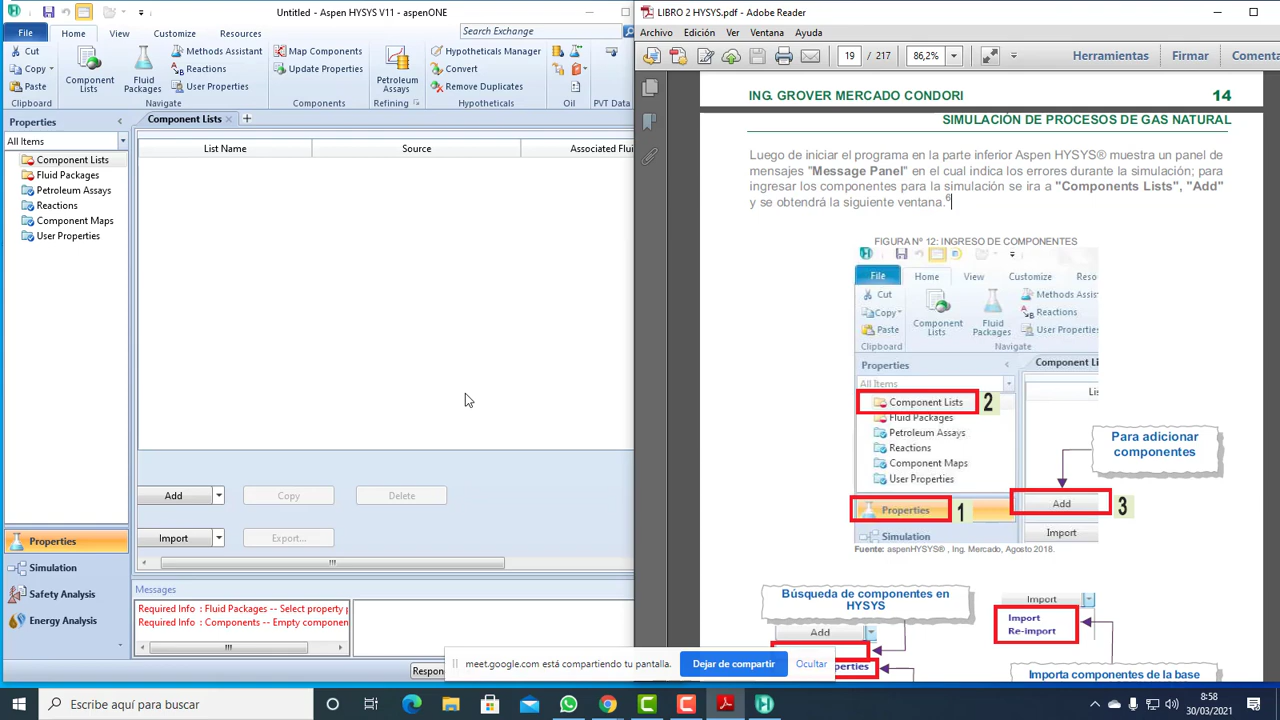 Untitled - Aspen HYSYS V11 - aspenONE
File
Home
View
Customize
Resources
Search Exchange
Cut
Copy
Paste
Clipboard
Component Lists
Fluid Packages
Methods Assistant
Reactions
User Properties
Navigate
Map Components
Update Properties
Components
Petroleum Assays
Refining
Hypotheticals Manager
Convert
Remove Duplicates
Hypotheticals
Oil
PVT Data
Properties
All Items
Component Lists
Fluid Packages
Petroleum Assays
Reactions
Component Maps
User Properties
Properties
Simulation
Safety Analysis
Energy Analysis
Component Lists
List Name
Source
Associated Flui
Add
Copy
Delete
Import
Export...
Messages
Required Info : Fluid Packages -- Select property p
Required Info : Components -- Empty componen
Respon
LIBRO 2 HYSYS.pdf - Adobe Reader
Archivo
Edición
Ver
Ventana
Ayuda
19 / 217
86,2%
Herramientas
Firmar
Comenta
ING. GROVER MERCADO CONDORI
14
SIMULACIÓN DE PROCESOS DE GAS NATURAL
Luego de iniciar el programa en la parte inferior Aspen HYSYS® muestra un panel de
mensajes "Message Panel" en el cual indica los errores durante la simulación; para
ingresar los componentes para la simulación se ira a "Components Lists", "Add"
y se obtendrá la siguiente ventana.6
FIGURA Nº 12: INGRESO DE COMPONENTES
File
Home
View
Customize
Reso
Cut
Copy
Paste
Clipboard
Component Lists
Fluid Packages
Methods Assist
Reactions
User Propertie
Navigate
Properties
Component Li
All Items
Lis
Component Lists
2
Fluid Packages
Petroleum Assays
Reactions
Component Maps
User Properties
Para adicionar
componentes
Properties
1
Add
3
Simulation
Import
Fuente: aspenHYSYS® , Ing. Mercado, Agosto 2018.
Búsqueda de componentes en
HYSYS
Add
perties
Import
Import
Re-import
Importa componentes de la base
meet.google.com está compartiendo tu pantalla.
Dejar de compartir
Ocultar
Escribe aquí para buscar
8:58
30/03/2021